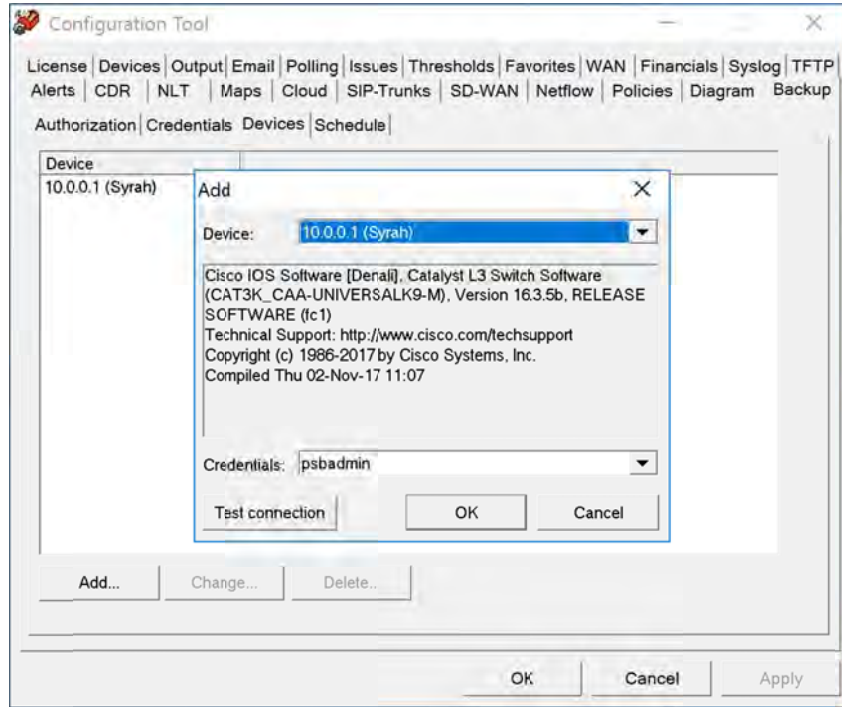 Configuration Tool
License Devices Output Email Polling Issues Thresholds Favorites WAN Financials Syslog TFTP
Alerts CDR NLT Maps Cloud SIP-Trunks SD-WAN Netflow Policies Diagram Backup
Authorization Credentials Devices Schedule
Device
10.0.0.1 (Syrah)
Add
Device: 10.0.0.1 (Syrah)
Cisco IOS Software [Denali], Catalyst L3 Switch Software
(CAT3K_CAA-UNIVERSALK9-M), Version 16.3.5b, RELEASE
SOFTWARE (fc1)
Technical Support: http://www.cisco.com/techsupport
Copyright (c) 1986-2017 by Cisco Systems, Inc.
Compiled Thu 02-Nov-17 11:07
Credentials: psbadmin
Test connection OK Cancel
Add... Change... Delete...
OK Cancel Apply